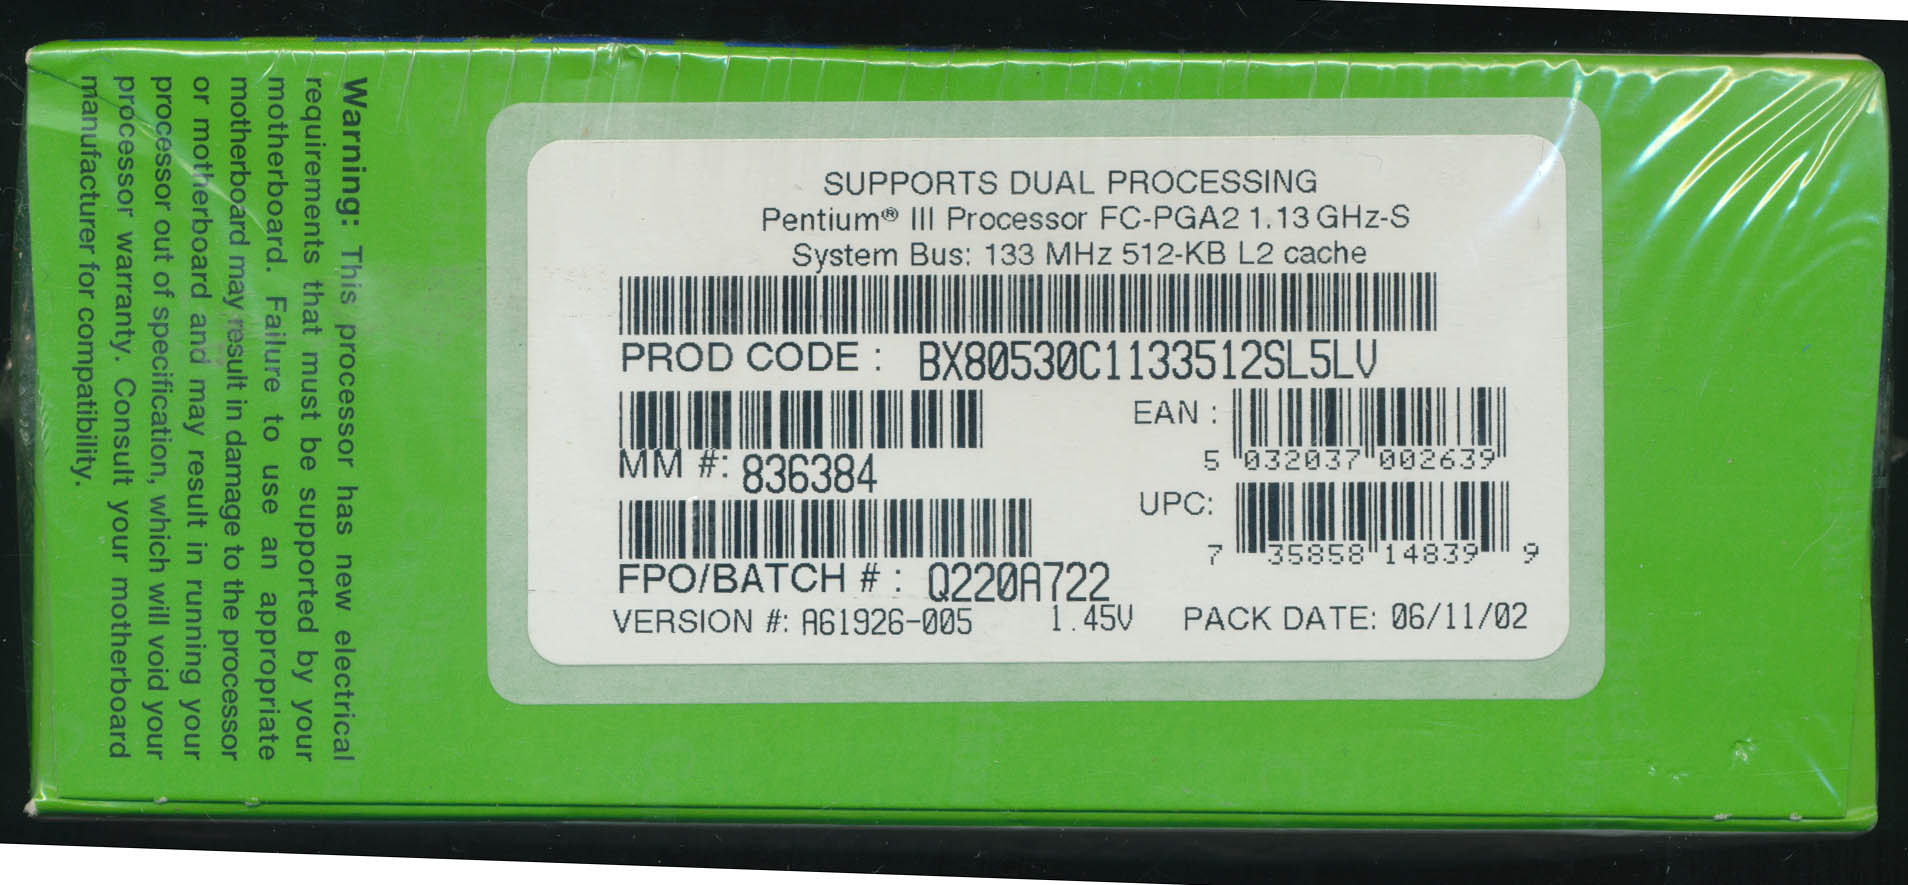 Warning: This processor has new electrical
requirements that must be supported by your
motherboard. Failure to use an appropriate
motherboard may result in damage to the processor
or motherboard and may result in running your
processor out of specification, which will void your
processor warranty. Consult your motherboard
manufacturer for compatibility.
SUPPORTS DUAL PROCESSING
Pentium® III Processor FC-PGA2 1.13 GHz-S
System Bus: 133 MHz 512-KB L2 cache
PROD CODE : BX80530C1133512SL5LV
MM #: 836384
EAN :
5 032037 002639
UPC:
7 35858 14839 9
FPO/BATCH # : Q220A722
VERSION #: A61926-005 1.45V PACK DATE: 06/11/02